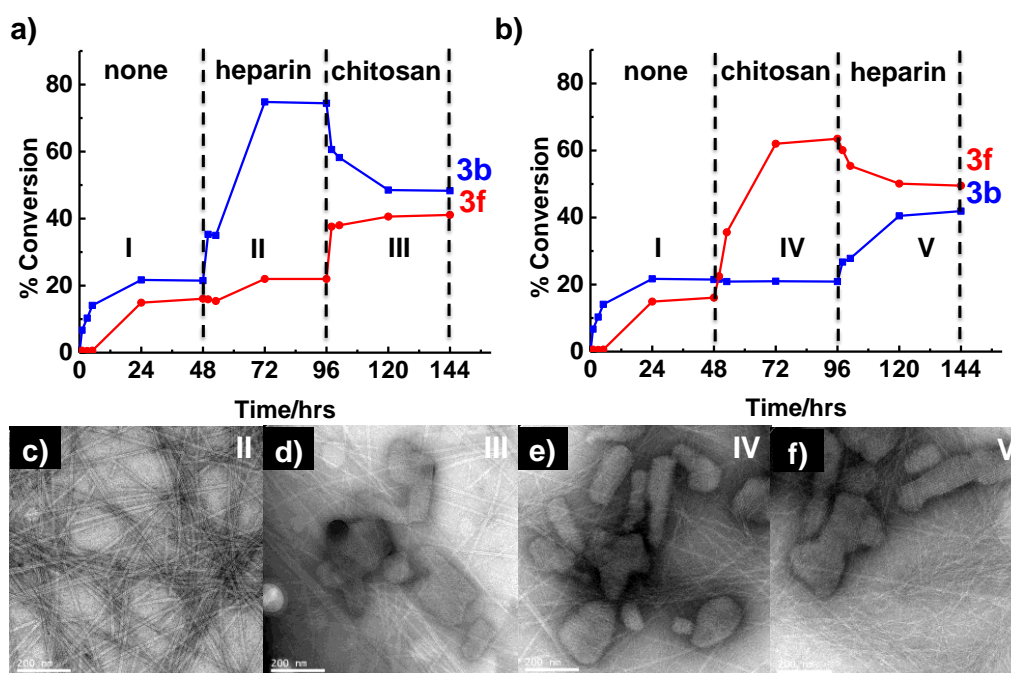 a)
none heparin chitosan
% Conversion
80
60
40
20
0
I II III
3b
3f
0 24 48 72 96 120 144
Time/hrs
b)
none chitosan heparin
% Conversion
80
60
40
20
0
I IV V
3f
3b
0 24 48 72 96 120 144
Time/hrs
c) II
200 nm
d) III
200 nm
e) IV
200 nm
f) V
200 nm